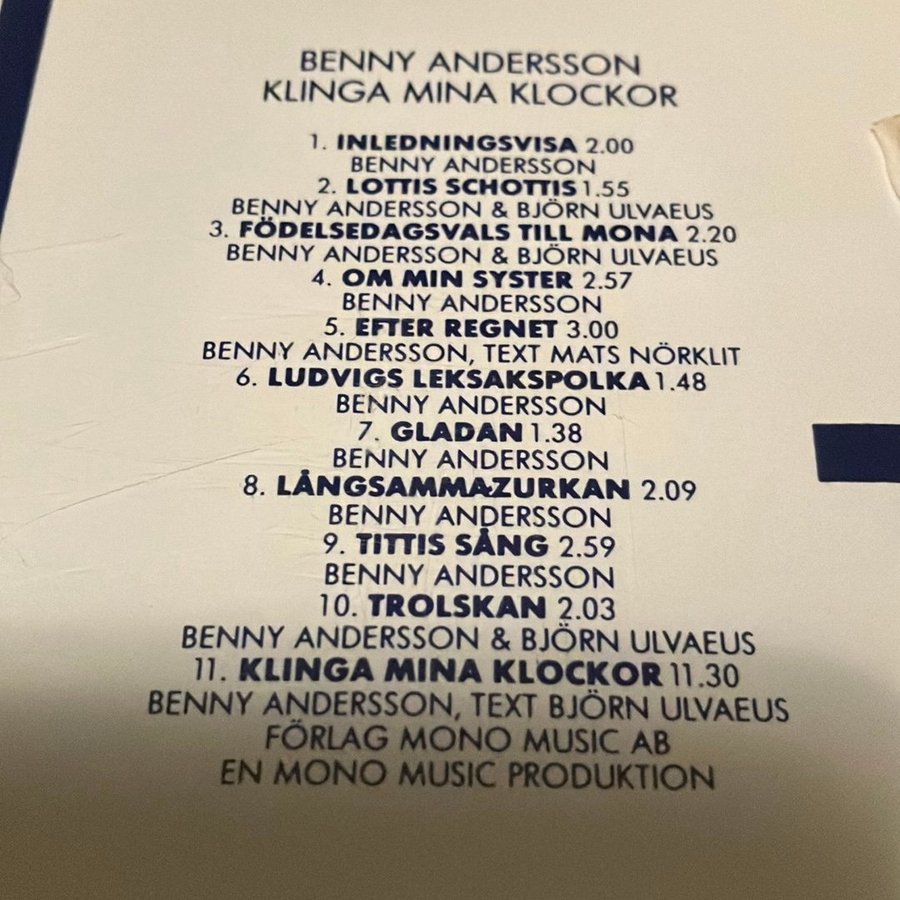 BENNY ANDERSSON
KLINGA MINA KLOCKOR
1. INLEDNINGSVISA 2.00
BENNY ANDERSSON
2. LOTTIS SCHOTTIS 1.55
BENNY ANDERSSON & BJÖRN ULVAEUS
3. FÖDELSEDAGSVALS TILL MONA 2.20
BENNY ANDERSSON & BJÖRN ULVAEUS
4. OM MIN SYSTER 2.57
BENNY ANDERSSON
5. EFTER REGNET 3.00
BENNY ANDERSSON, TEXT MATS NÖRKLIT
6. LUDVIGS LEKSAKSPOLKA 1.48
BENNY ANDERSSON
7. GLADAN 1.38
BENNY ANDERSSON
8. LÅNGSAMMAZURKAN 2.09
BENNY ANDERSSON
9. TITTIS SÅNG 2.59
BENNY ANDERSSON
10. TROLSKAN 2.03
BENNY ANDERSSON & BJÖRN ULVAEUS
11. KLINGA MINA KLOCKOR 11.30
BENNY ANDERSSON, TEXT BJÖRN ULVAEUS
FÖRLAG MONO MUSIC AB
EN MONO MUSIC PRODUKTION